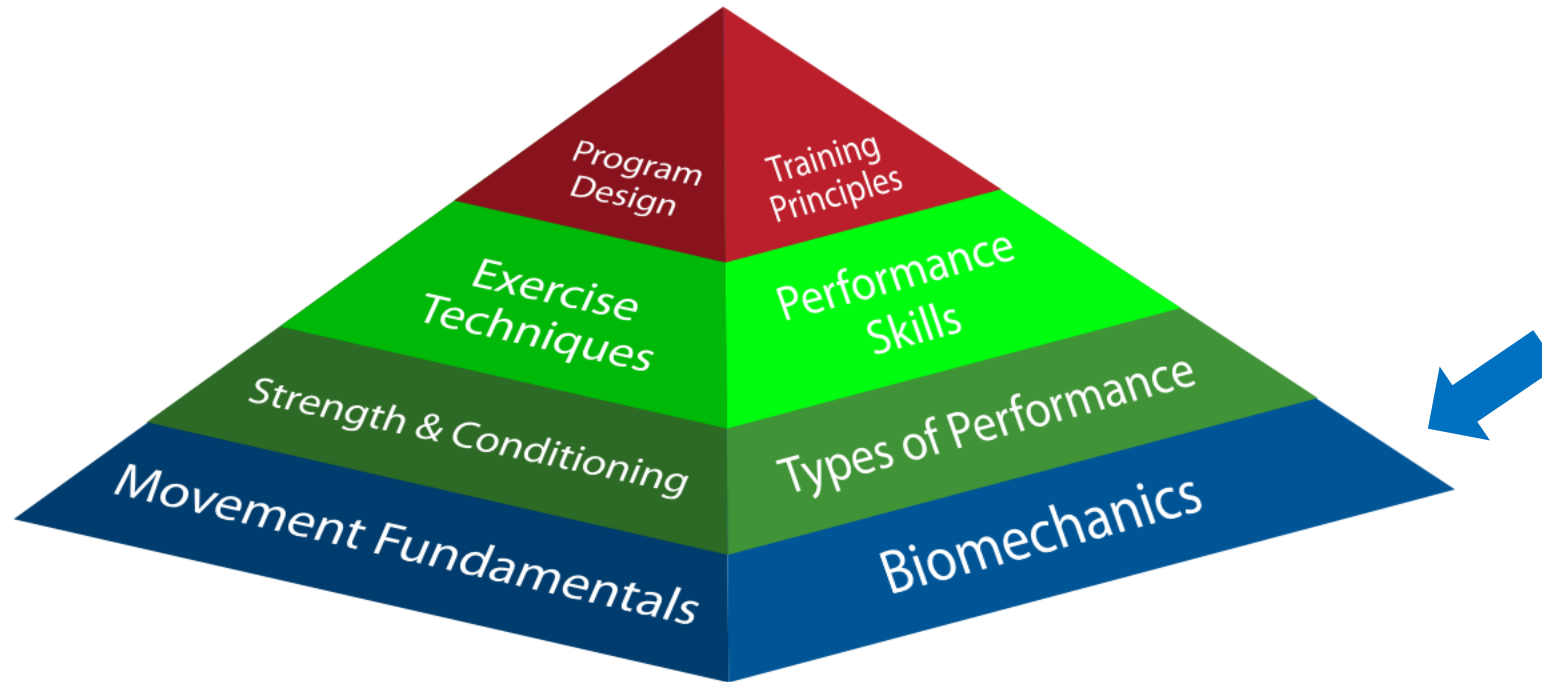 Program
Design
Training
Principles
Exercise
Techniques
Performance
Skills
Strength & Conditioning
Types of Performance
Movement Fundamentals
Biomechanics